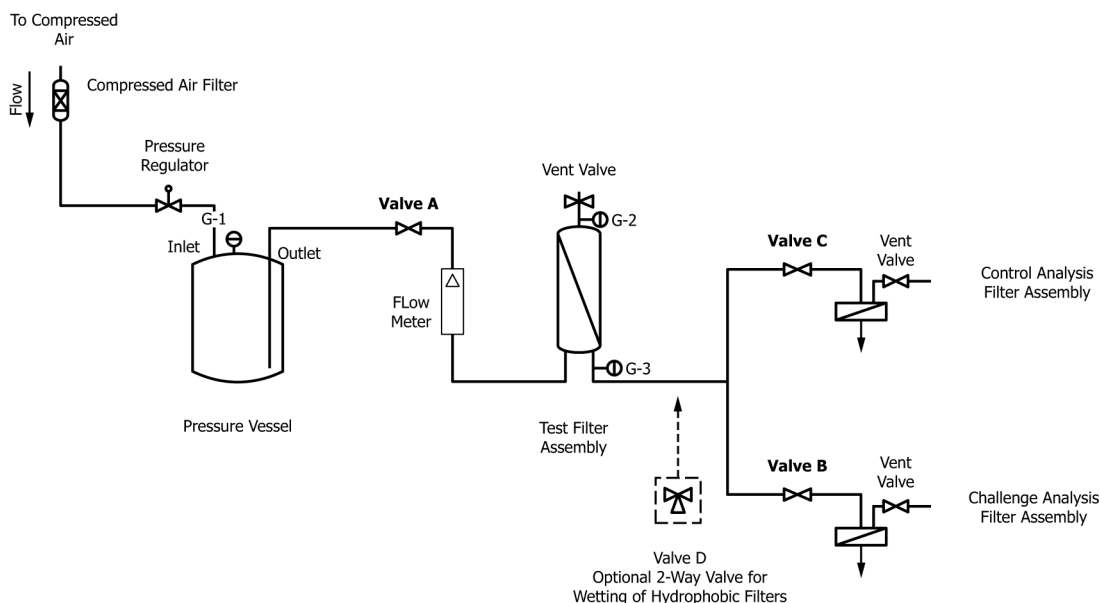 To Compressed
Air
Flow
Compressed Air Filter
Pressure
Regulator
G-1
Inlet
Outlet
Pressure Vessel
Valve A
FLow
Meter
Vent Valve
G-2
G-3
Test Filter
Assembly
Valve C
Vent
Valve
Control Analysis
Filter Assembly
Valve B
Vent
Valve
Challenge Analysis
Filter Assembly
Valve D
Optional 2-Way Valve for
Wetting of Hydrophobic Filters